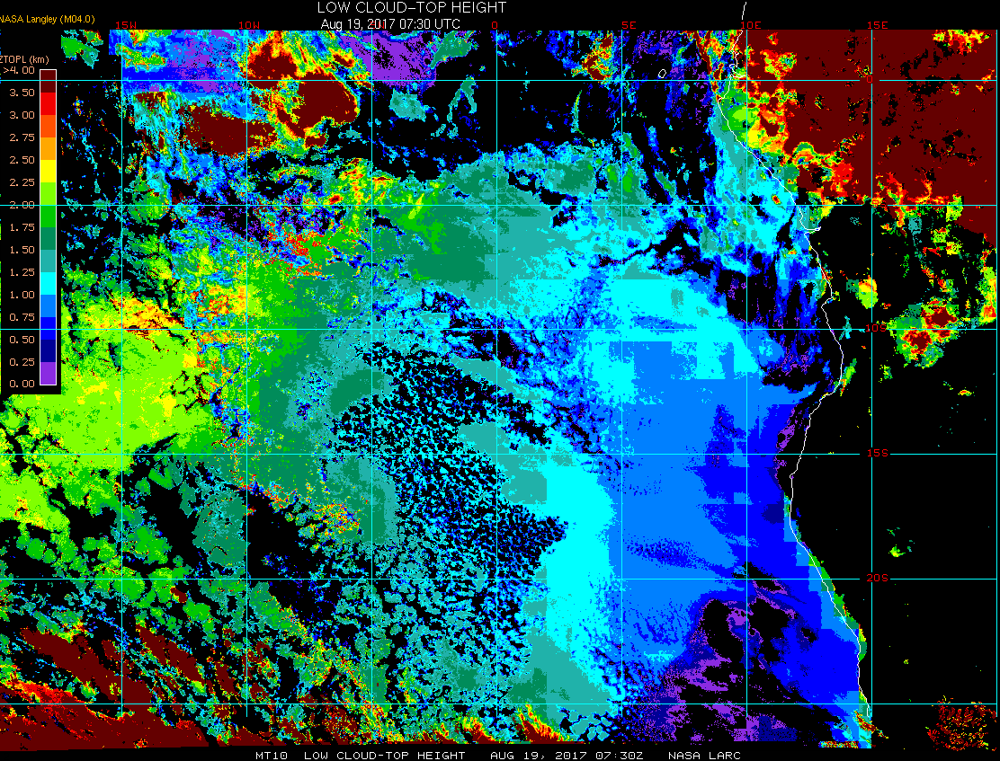 LOW CLOUD-TOP HEIGHT
NASA Langley (M04.0)
Aug 19, 2017 07:30 UTC
15W 10W 0 5E 10E 15E
ZTOPL (km)
>4.00
3.50
3.00
2.75
2.50
2.25
2.00
1.75
1.50
1.25
1.00
0.75
0.50
0.25
0.00
10S
15S
20S
MT10 LOW CLOUD-TOP HEIGHT AUG 19, 2017 07:30Z NASA LARC